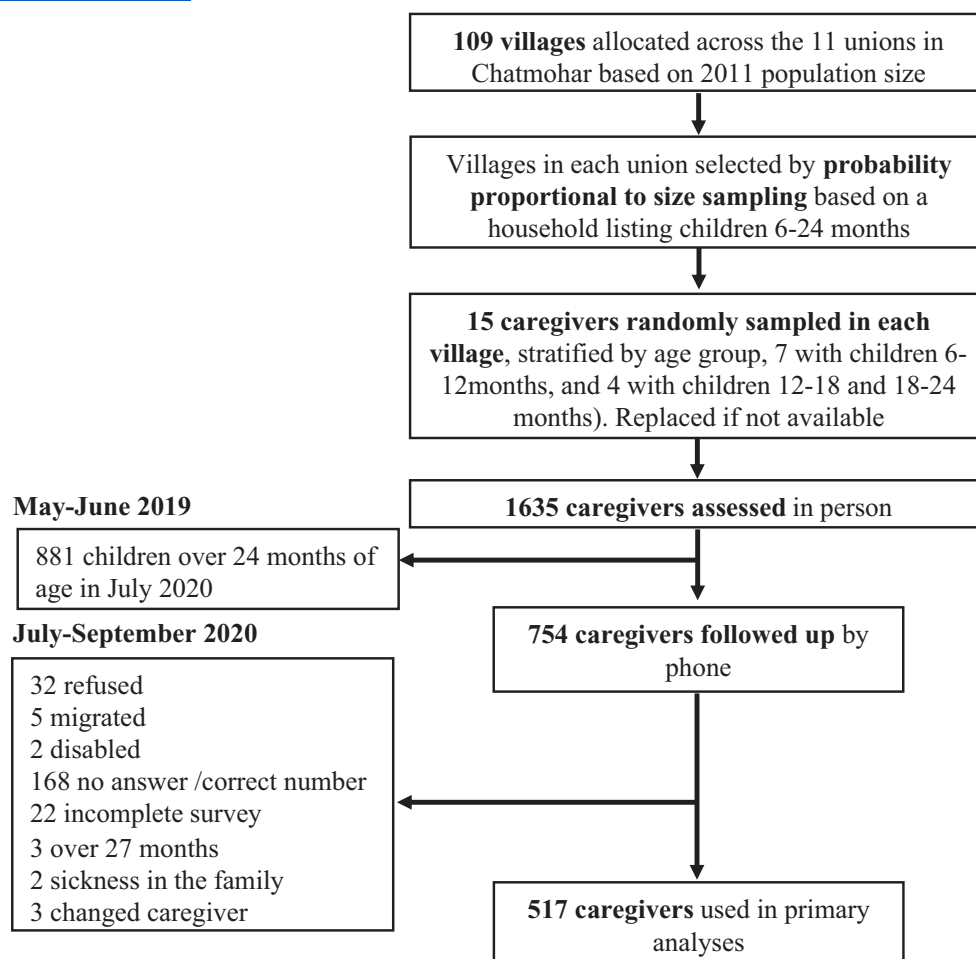 109 villages allocated across the 11 unions in
Chatmohar based on 2011 population size
Villages in each union selected by probability
proportional to size sampling based on a
household listing children 6-24 months
15 caregivers randomly sampled in each
village, stratified by age group, 7 with children 6-
12months, and 4 with children 12-18 and 18-24
months). Replaced if not available
1635 caregivers assessed in person
May-June 2019
881 children over 24 months of
age in July 2020
754 caregivers followed up by
phone
July-September 2020
32 refused
5 migrated
2 disabled
168 no answer /correct number
22 incomplete survey
3 over 27 months
2 sickness in the family
3 changed caregiver
517 caregivers used in primary
analyses